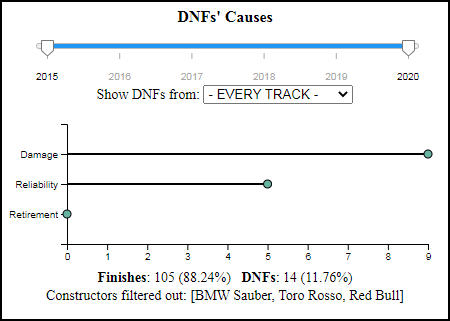 DNFs' Causes
2015 2016 2017 2018 2019 2020
Show DNFs from: - EVERY TRACK -
Damage
Reliability
Retirement
0 1 2 3 4 5 6 7 8 9
Finishes: 105 (88.24%) DNFs: 14 (11.76%)
Constructors filtered out: [BMW Sauber, Toro Rosso, Red Bull]